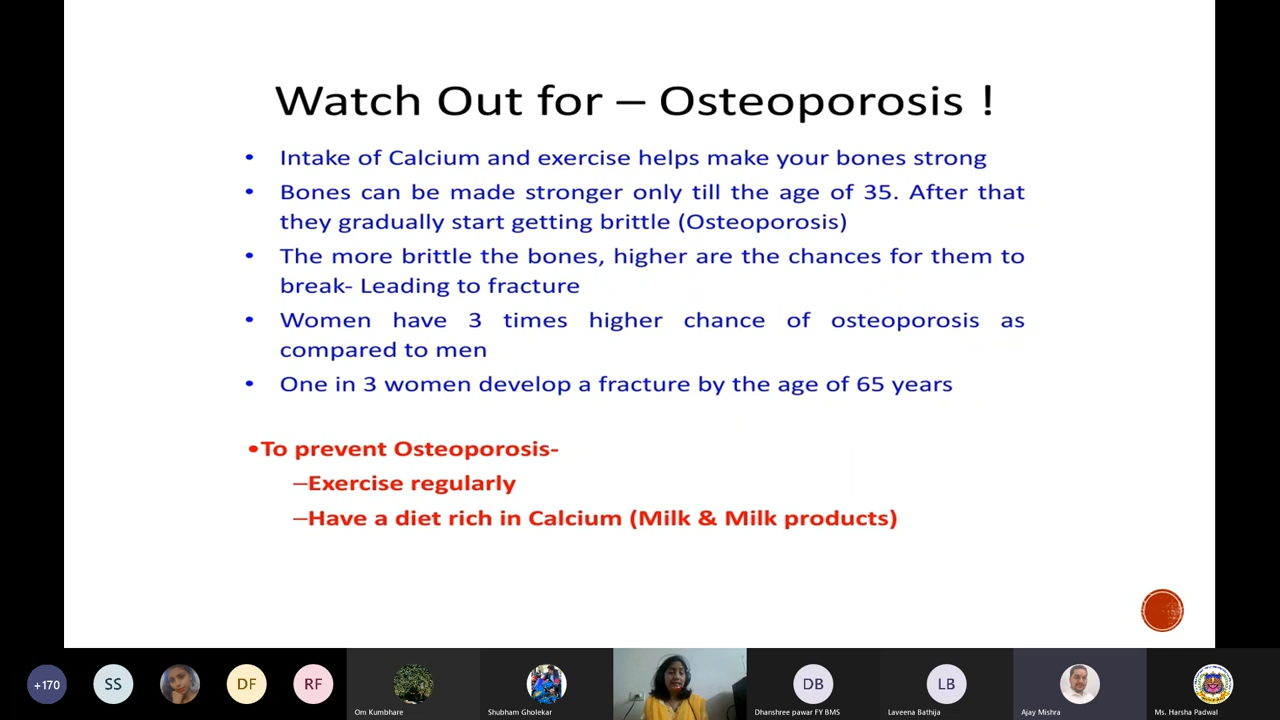 Watch Out for – Osteoporosis !
• Intake of Calcium and exercise helps make your bones strong
• Bones can be made stronger only till the age of 35. After that
they gradually start getting brittle (Osteoporosis)
• The more brittle the bones, higher are the chances for them to
break- Leading to fracture
• Women have 3 times higher chance of osteoporosis as
compared to men
• One in 3 women develop a fracture by the age of 65 years
•To prevent Osteoporosis-
–Exercise regularly
–Have a diet rich in Calcium (Milk & Milk products)
+170
SS
DF
RF
DB
LB
Om Kumbhare
Shubham Gholekar
Dhanshree pawar FY BMS
Laveena Bathija
Ajay Mishra
Ms. Harsha Padwal